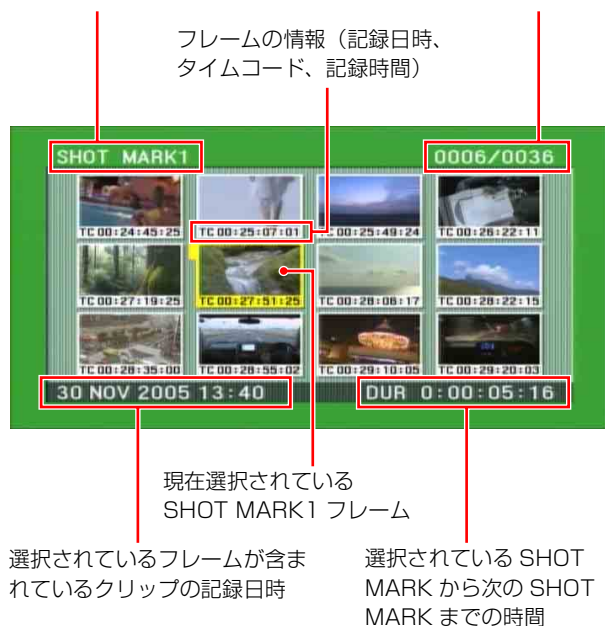 フレームの情報（記録日時、
タイムコード、記録時間）
SHOT MARK1
0006/0036
TC 00:24:45:25
TC 00:25:07:01
TC 00:25:49:24
TC 00:26:22:11
TC 00:27:19:25
TC 00:27:51:25
TC 00:28:06:17
TC 00:28:22:15
TC 00:28:35:00
TC 00:28:55:02
TC 00:29:10:05
TC 00:29:20:03
30 NOV 2005 13:40
DUR 0:00:05:16
現在選択されている
SHOT MARK1 フレーム
選択されているフレームが含ま
れているクリップの記録日時
選択されている SHOT
MARK から次の SHOT
MARK までの時間